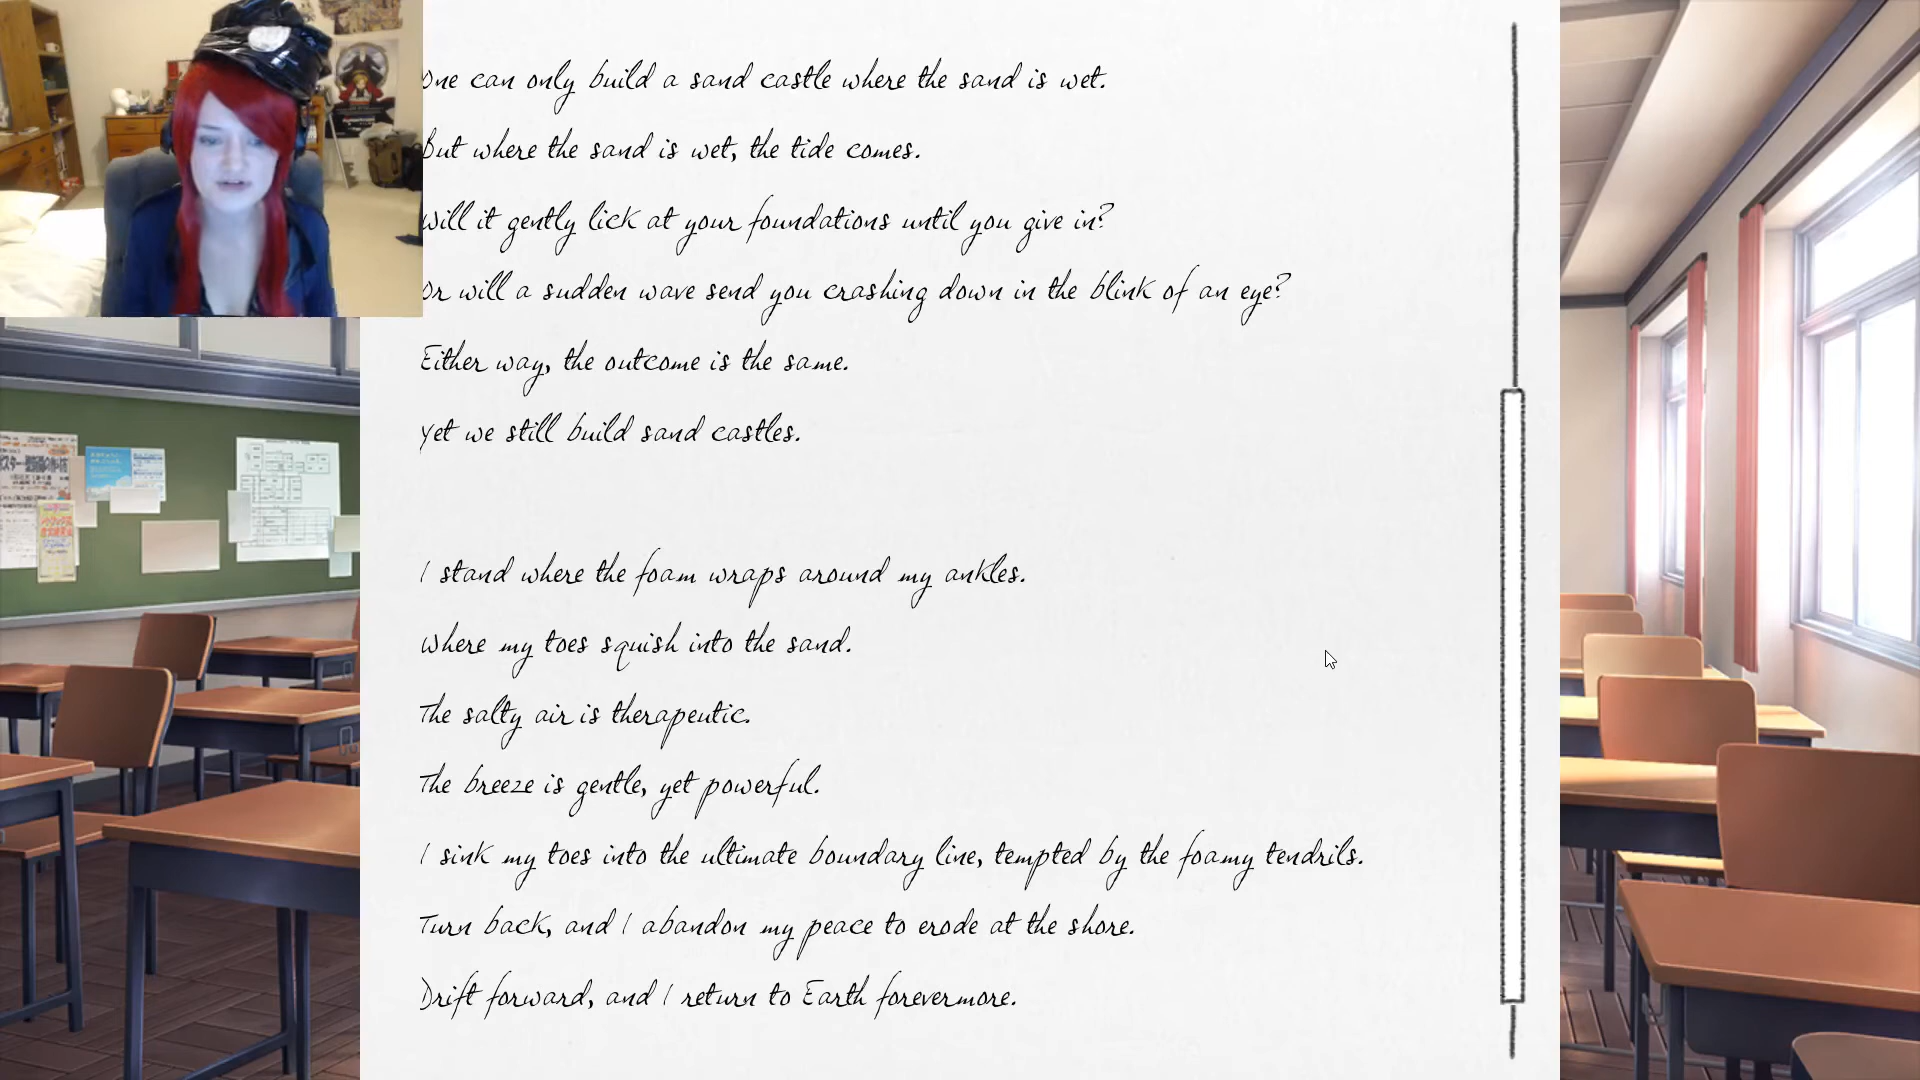 One can only build a sand castle where the sand is wet.
But where the sand is wet, the tide comes.
Will it gently lick at your foundations until you give in?
Or will a sudden wave send you crashing down in the blink of an eye?
Either way, the outcome is the same.
Yet we still build sand castles.
I stand where the foam wraps around my ankles.
Where my toes squish into the sand.
The salty air is therapeutic.
The breeze is gentle, yet powerful.
I sink my toes into the ultimate boundary line, tempted by the foamy tendrils.
Turn back, and I abandon my peace to erode at the shore.
Drift forward, and I return to Earth forevermore.